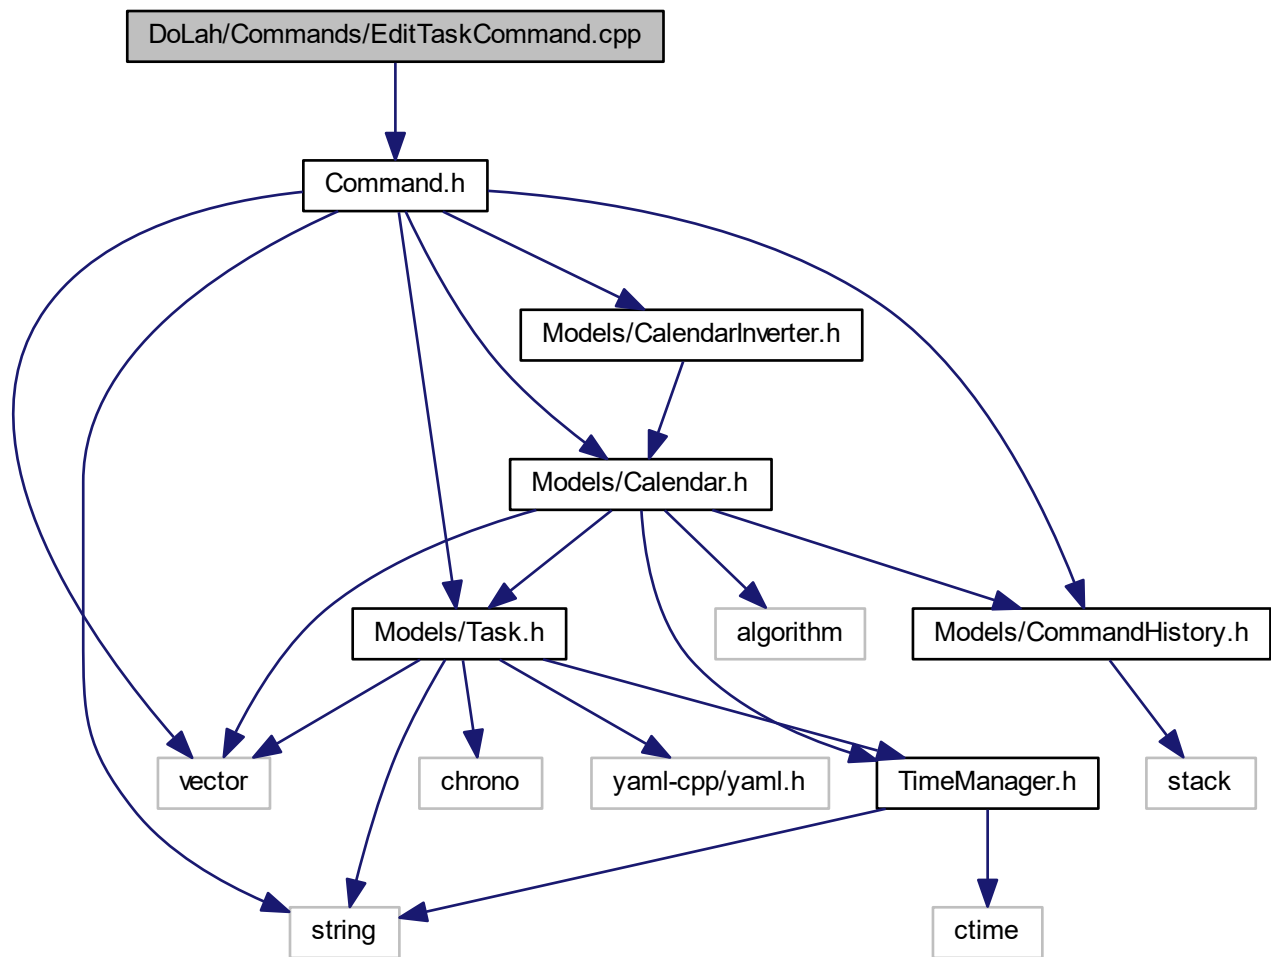 DoLah/Commands/EditTaskCommand.cpp
Command.h
Models/CalendarInverter.h
Models/Calendar.h
Models/Task.h
algorithm
Models/CommandHistory.h
vector
chrono
yaml-cpp/yaml.h
TimeManager.h
stack
string
ctime